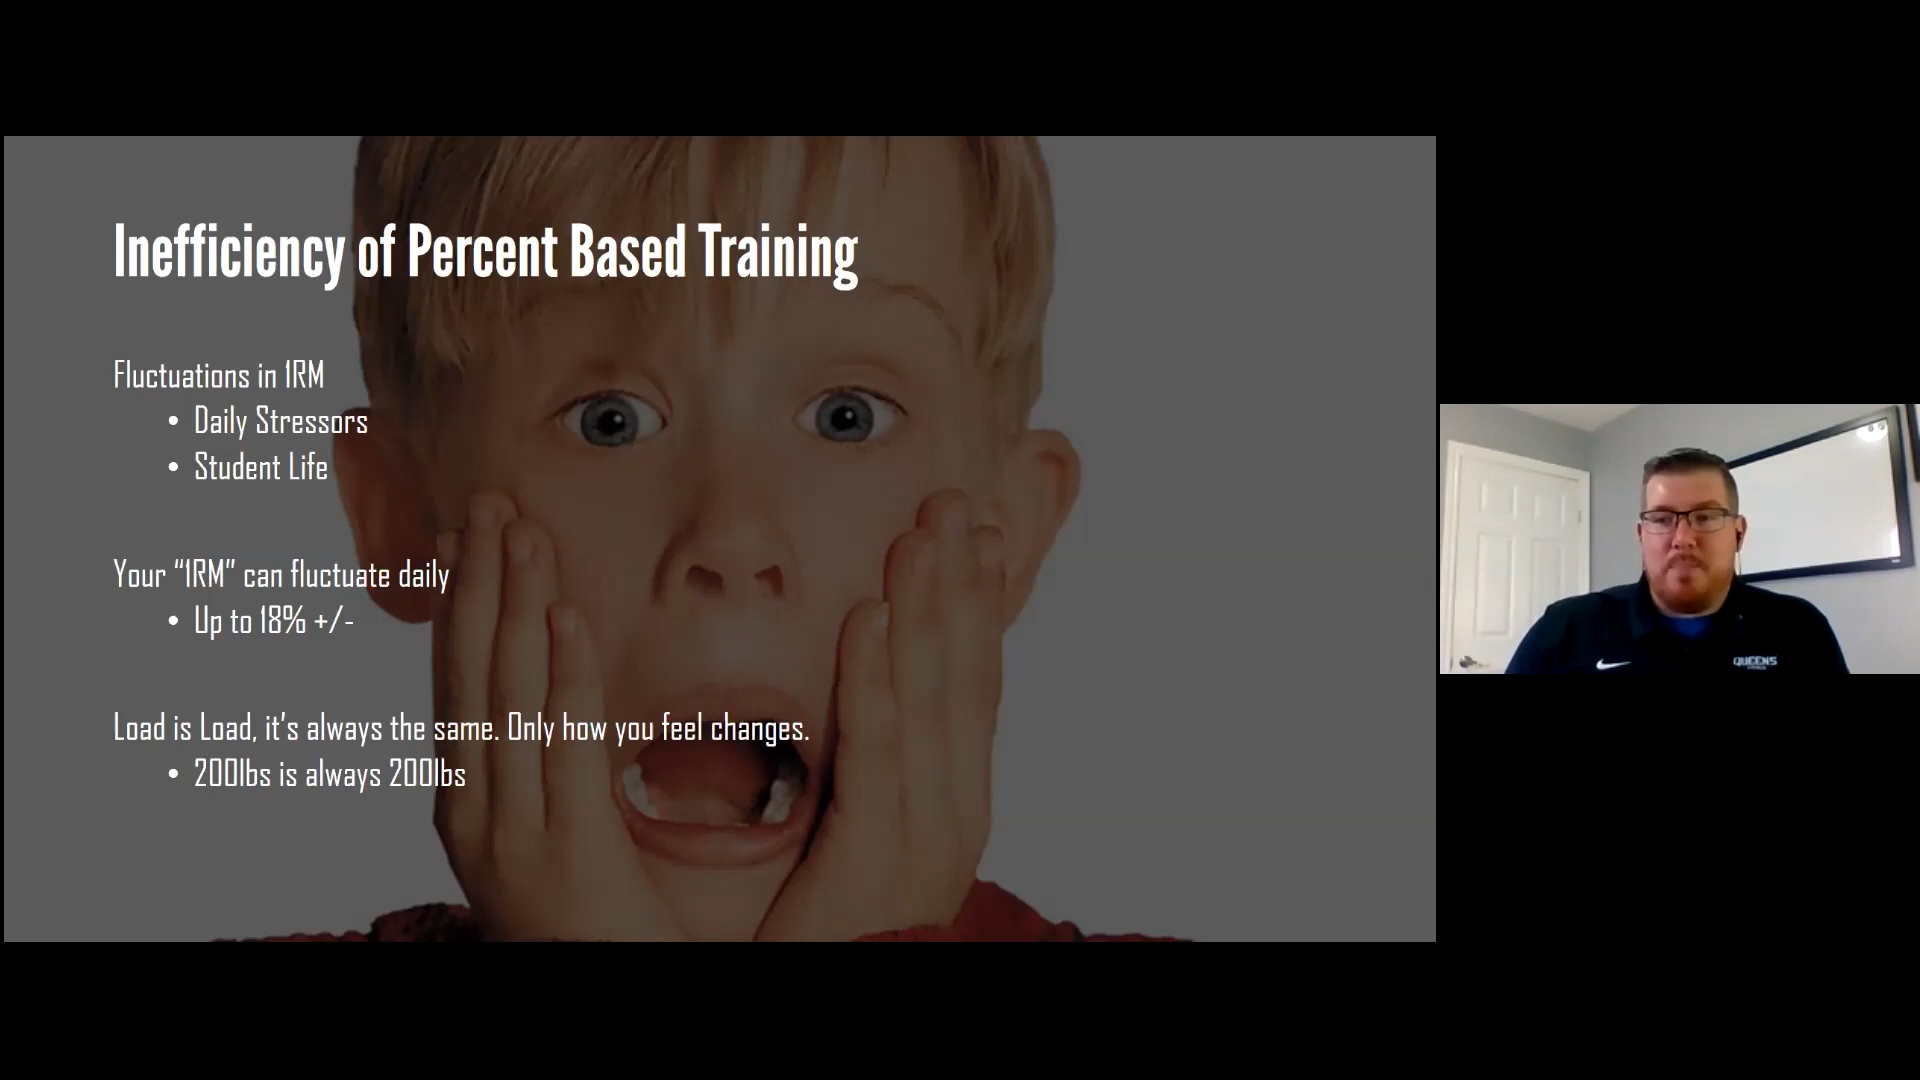 Inefficiency of Percent Based Training
Fluctuations in 1RM
• Daily Stressors
• Student Life
Your “1RM” can fluctuate daily
• Up to 18% +/-
Load is Load, it’s always the same. Only how you feel changes.
• 200lbs is always 200lbs
QUEENS